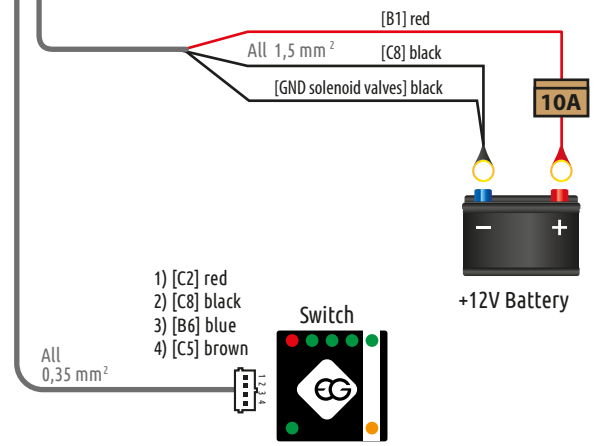 [B1] red
All 1,5 mm²
[C8] black
[GND solenoid valves] black
10A
− +
+12V Battery
1) [C2] red
2) [C8] black
3) [B6] blue
4) [C5] brown
Switch
All
0,35 mm²
1 2 3 4
EG